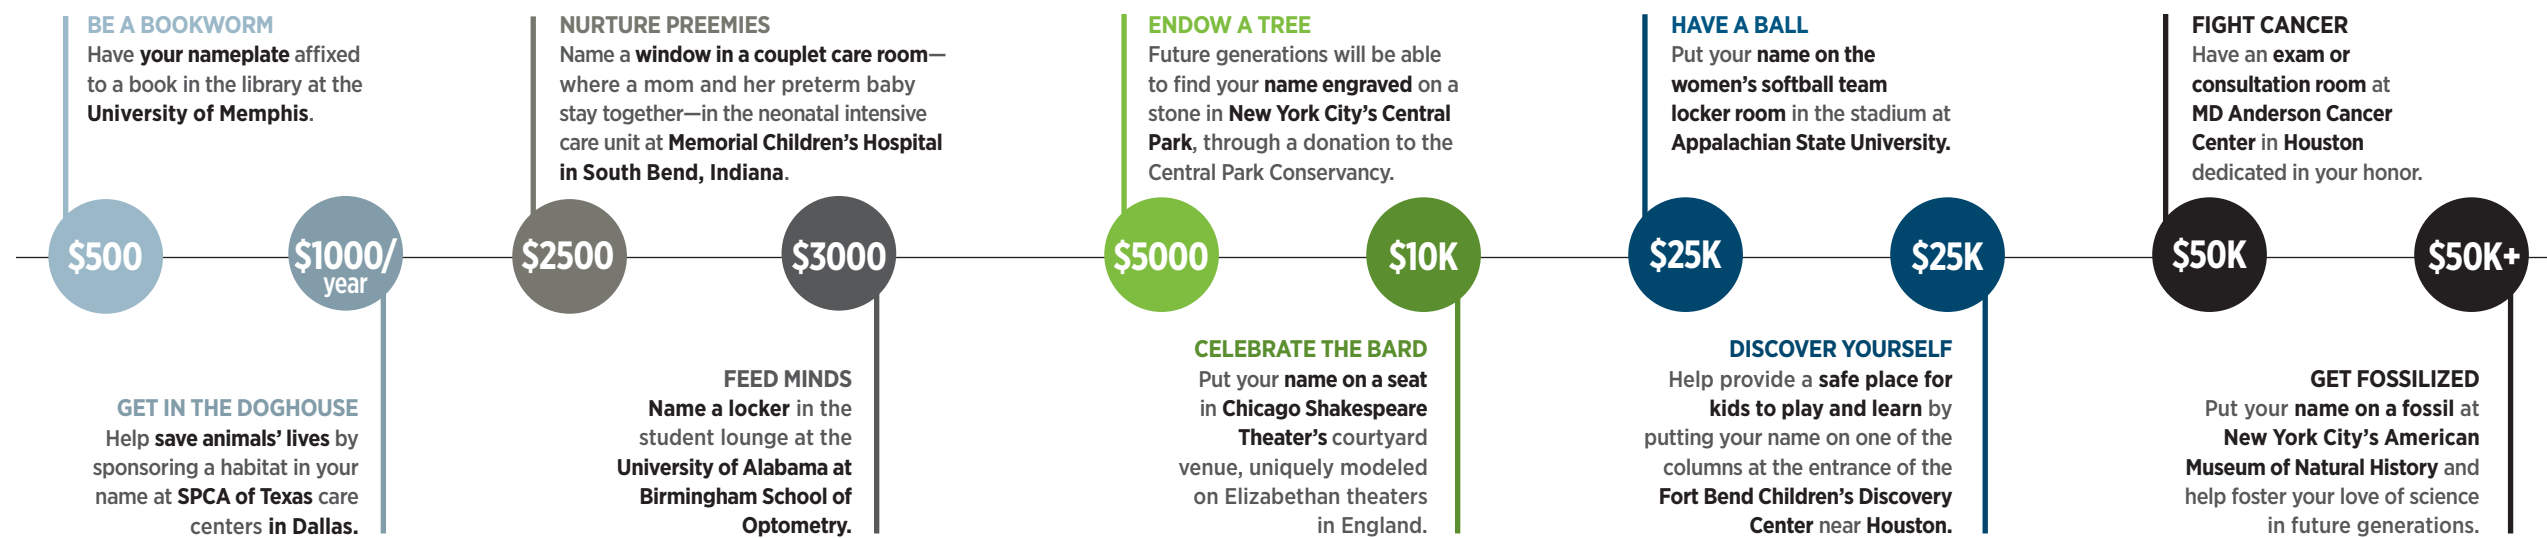 BE A BOOKWORM
Have your nameplate affixed
to a book in the library at the
University of Memphis.
NURTURE PREEMIES
Name a window in a couplet care room—
where a mom and her preterm baby
stay together—in the neonatal intensive
care unit at Memorial Children’s Hospital
in South Bend, Indiana.
ENDOW A TREE
Future generations will be able
to find your name engraved on a
stone in New York City’s Central
Park, through a donation to the
Central Park Conservancy.
HAVE A BALL
Put your name on the
women’s softball team
locker room in the stadium at
Appalachian State University.
FIGHT CANCER
Have an exam or
consultation room at
MD Anderson Cancer
Center in Houston
dedicated in your honor.
$500
$1000/
year
$2500
$3000
$5000
$10K
$25K
$25K
$50K
$50K+
GET IN THE DOGHOUSE
Help save animals’ lives by
sponsoring a habitat in your
name at SPCA of Texas care
centers in Dallas.
FEED MINDS
Name a locker in the
student lounge at the
University of Alabama at
Birmingham School of
Optometry.
CELEBRATE THE BARD
Put your name on a seat
in Chicago Shakespeare
Theater’s courtyard
venue, uniquely modeled
on Elizabethan theaters
in England.
DISCOVER YOURSELF
Help provide a safe place for
kids to play and learn by
putting your name on one of the
columns at the entrance of the
Fort Bend Children’s Discovery
Center near Houston.
GET FOSSILIZED
Put your name on a fossil at
New York City’s American
Museum of Natural History and
help foster your love of science
in future generations.